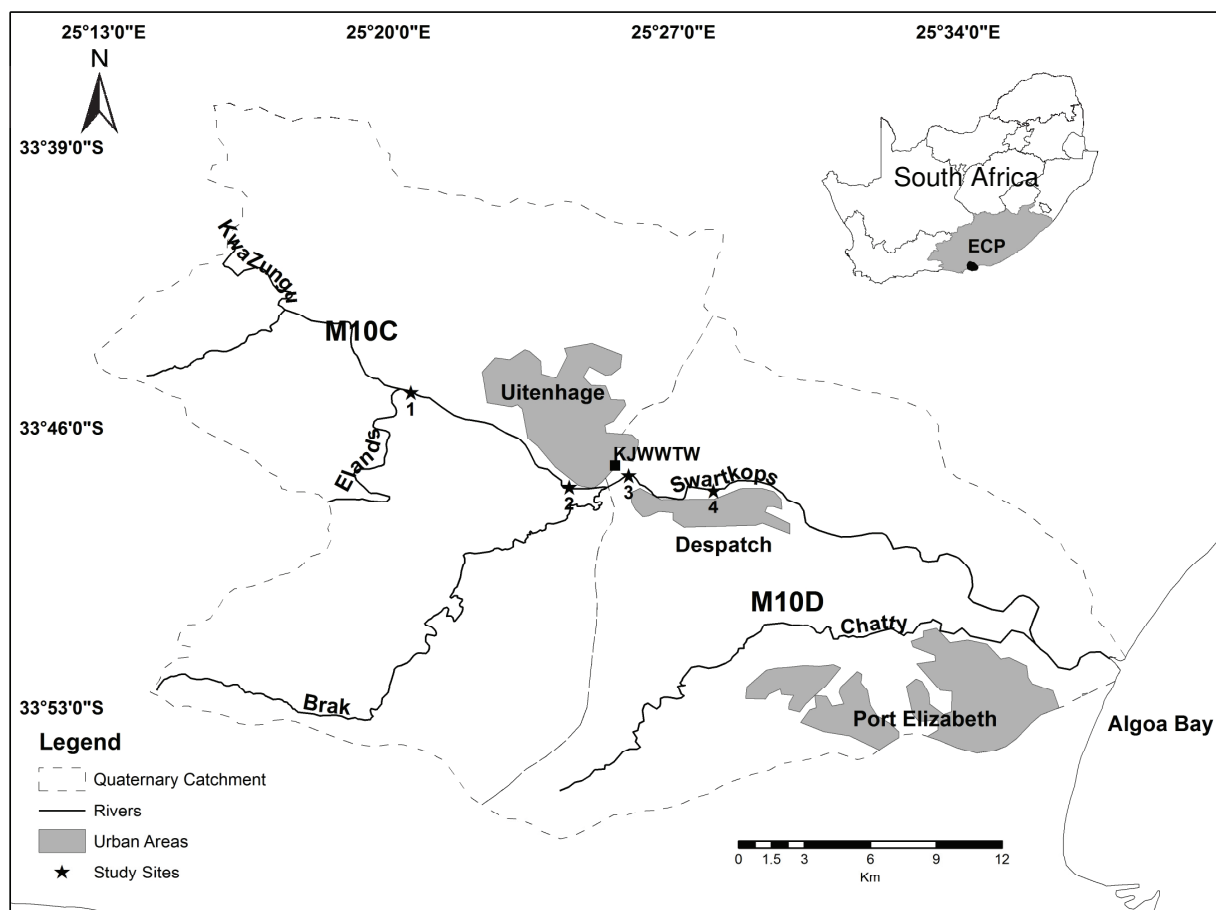 25°13'0"E
25°20'0"E
25°27'0"E
25°34'0"E
N
33°39'0"S
South Africa
ECP
KwaZungu
M10C
Uitenhage
1
33°46'0"S
Elands
KJWWTW
Swartkops
2
3
4
Despatch
M10D
Chatty
Brak
33°53'0"S
Port Elizabeth
Algoa Bay
Legend
Quaternary Catchment
Rivers
Urban Areas
Study Sites
0 1.5 3 6 9 12
Km